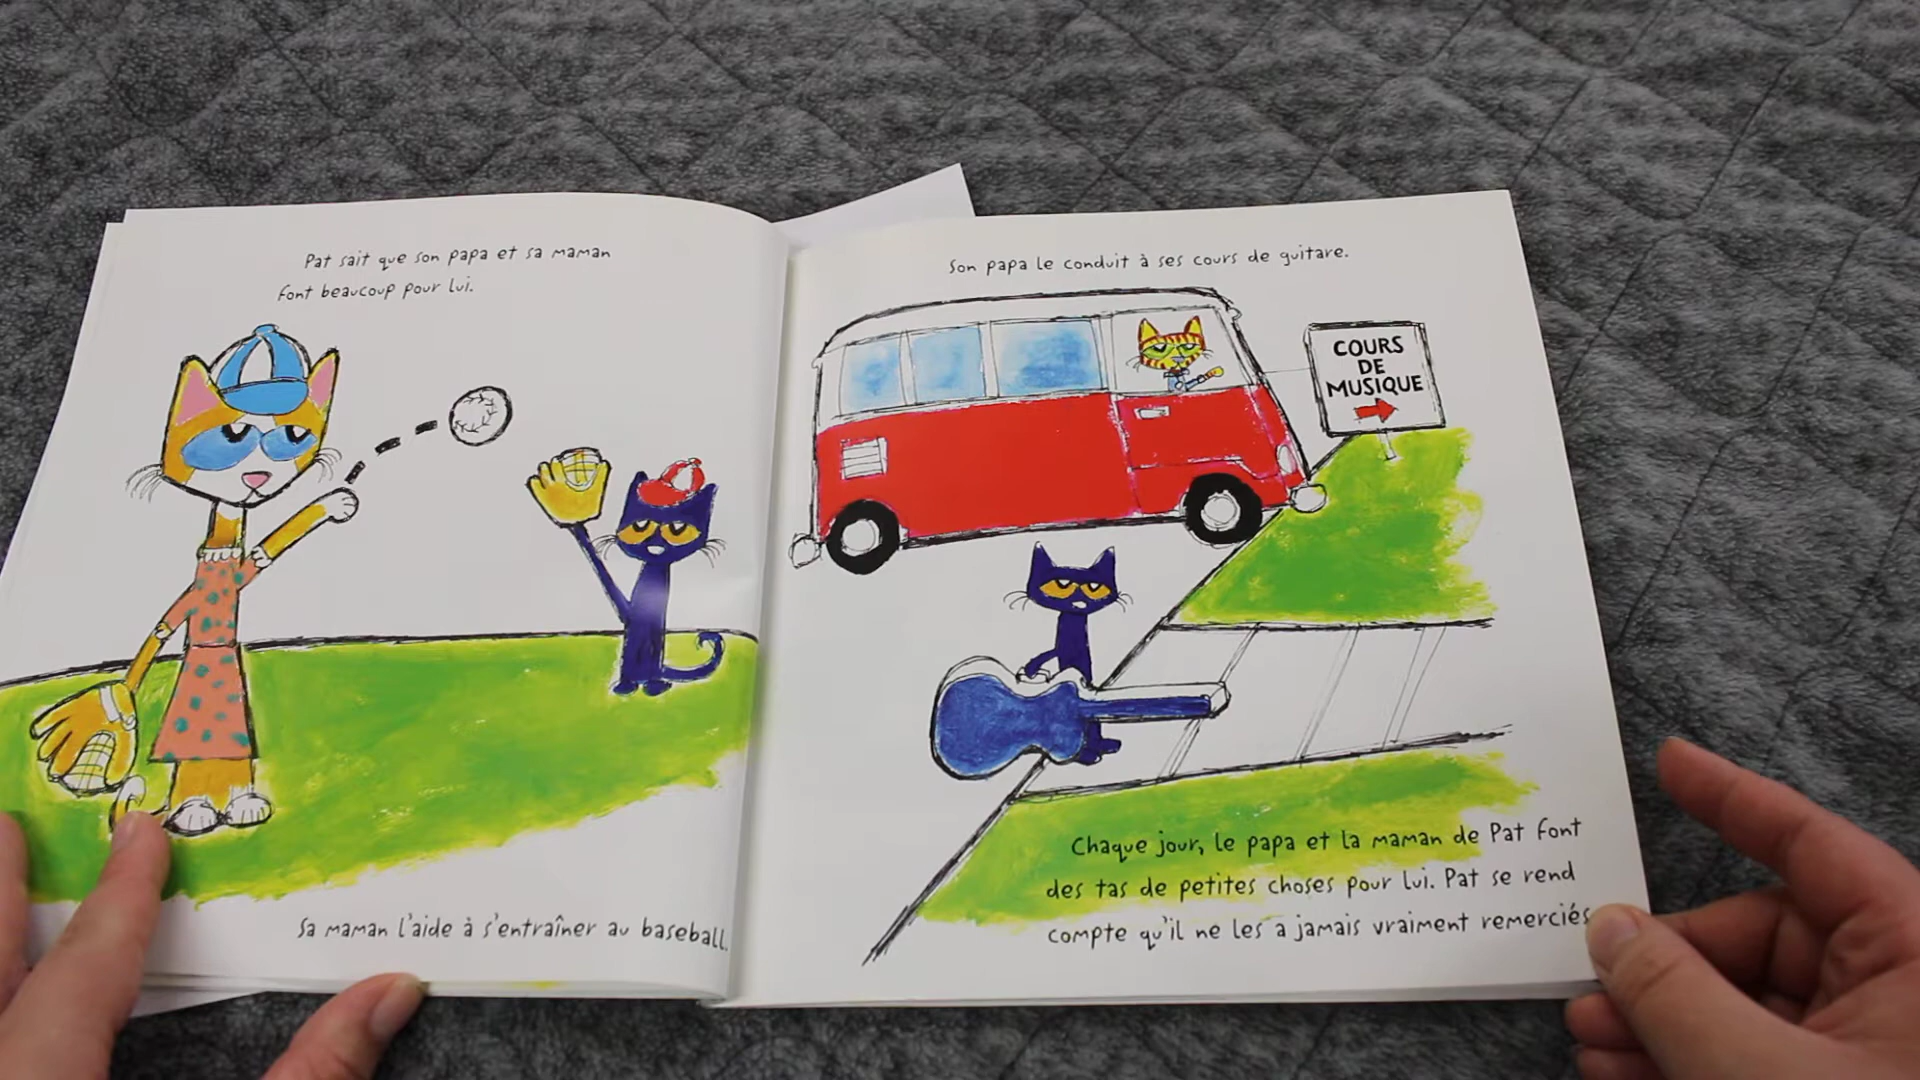 Pat sait que son papa et sa maman
font beaucoup pour lui.
Sa maman l'aide à s'entraîner au baseball.
Son papa le conduit à ses cours de guitare.
COURS
DE
MUSIQUE
Chaque jour, le papa et la maman de Pat font
des tas de petites choses pour lui. Pat se rend
compte qu'il ne les a jamais vraiment remerciés